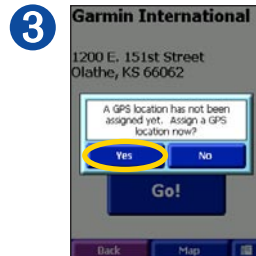 3
Garmin International
1200 E. 151st Street
Olathe, KS 66062
A GPS location has not been
assigned yet. Assign a GPS
location now?
Yes
No
Go!
Back
Map